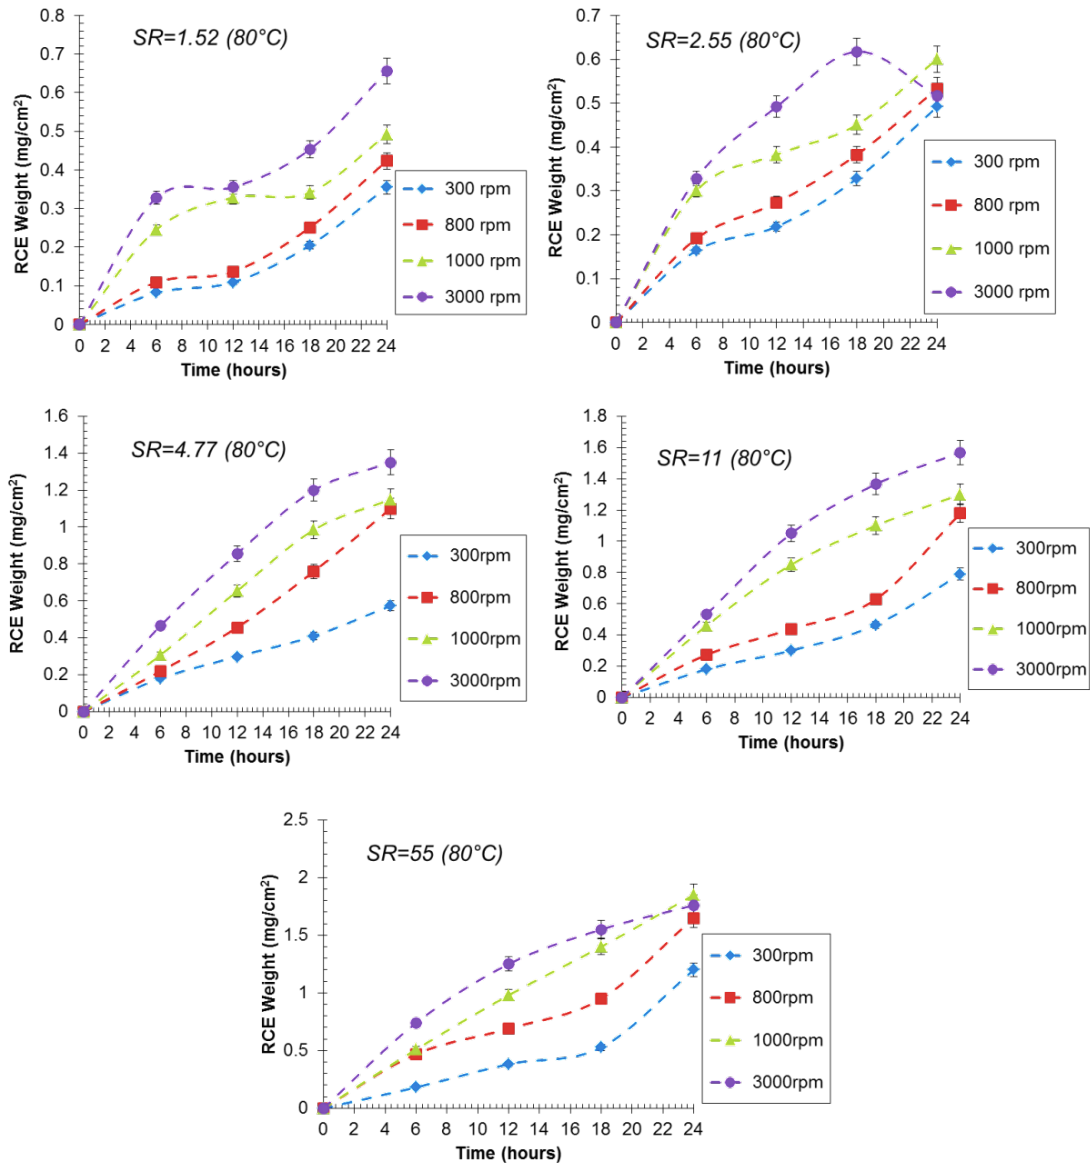 SR=1.52 (80°C)
RCE Weight (mg/cm²)
0.8
0.7
0.6
0.5
0.4
0.3
0.2
0.1
0
0 2 4 6 8 10 12 14 16 18 20 22 24
Time (hours)
300 rpm
800 rpm
1000 rpm
3000 rpm
SR=2.55 (80°C)
RCE Weight (mg/cm²)
0.7
0.6
0.5
0.4
0.3
0.2
0.1
0
0 2 4 6 8 10 12 14 16 18 20 22 24
Time (hours)
300 rpm
800 rpm
1000 rpm
3000 rpm
SR=4.77 (80°C)
RCE Weight (mg/cm²)
1.6
1.4
1.2
1
0.8
0.6
0.4
0.2
0
0 2 4 6 8 10 12 14 16 18 20 22 24
Time (hours)
300rpm
800rpm
1000rpm
3000rpm
SR=11 (80°C)
RCE Weight (mg/cm²)
1.8
1.6
1.4
1.2
1
0.8
0.6
0.4
0.2
0
0 2 4 6 8 10 12 14 16 18 20 22 24
Time (hours)
300rpm
800rpm
1000rpm
3000rpm
SR=55 (80°C)
RCE Weight (mg/cm²)
2.5
2
1.5
1
0.5
0
0 2 4 6 8 10 12 14 16 18 20 22 24
Time (hours)
300rpm
800rpm
1000rpm
3000rpm